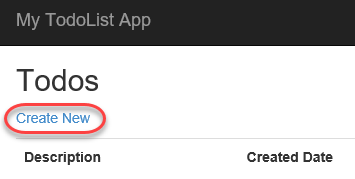 My TodoList App
Todos
Create New
Description Created Date